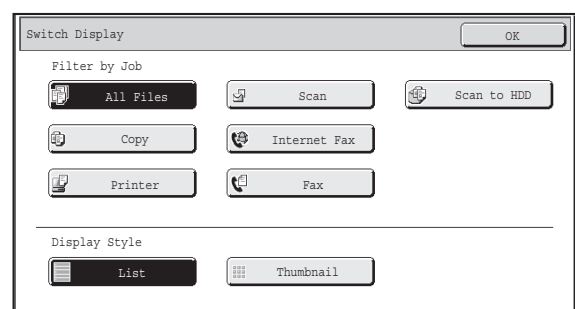 Switch Display OK
Filter by Job
All Files Scan Scan to HDD
Copy Internet Fax
Printer Fax
Display Style
List Thumbnail